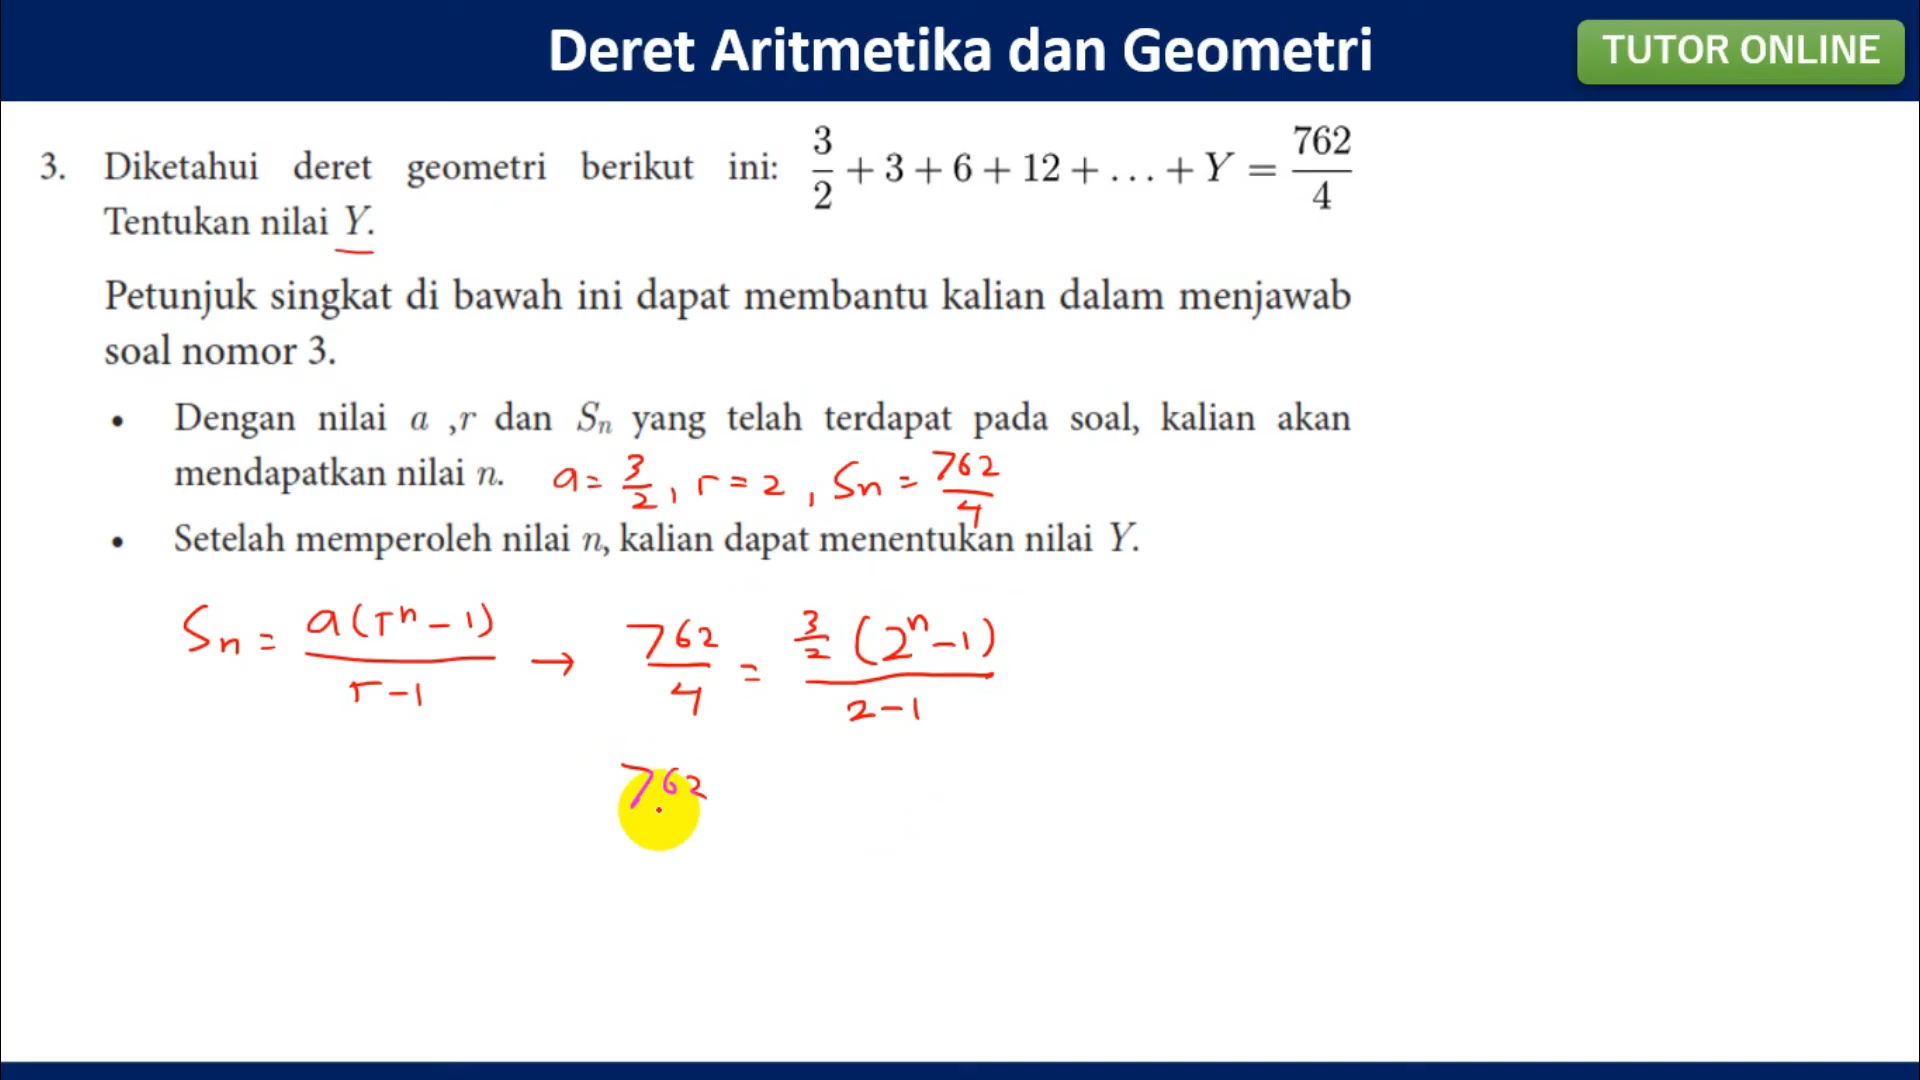 Deret Aritmetika dan Geometri
TUTOR ONLINE
3. Diketahui deret geometri berikut ini: 3/2 + 3 + 6 + 12 + ... + Y = 762/4
Tentukan nilai Y.
Petunjuk singkat di bawah ini dapat membantu kalian dalam menjawab
soal nomor 3.
• Dengan nilai a ,r dan Sn yang telah terdapat pada soal, kalian akan
mendapatkan nilai n. a = 3/2, r = 2, Sn = 762/4
• Setelah memperoleh nilai n, kalian dapat menentukan nilai Y.
Sn = a(r^n - 1)/r - 1 → 762/4 = 3/2 (2^n - 1)/2 - 1
762